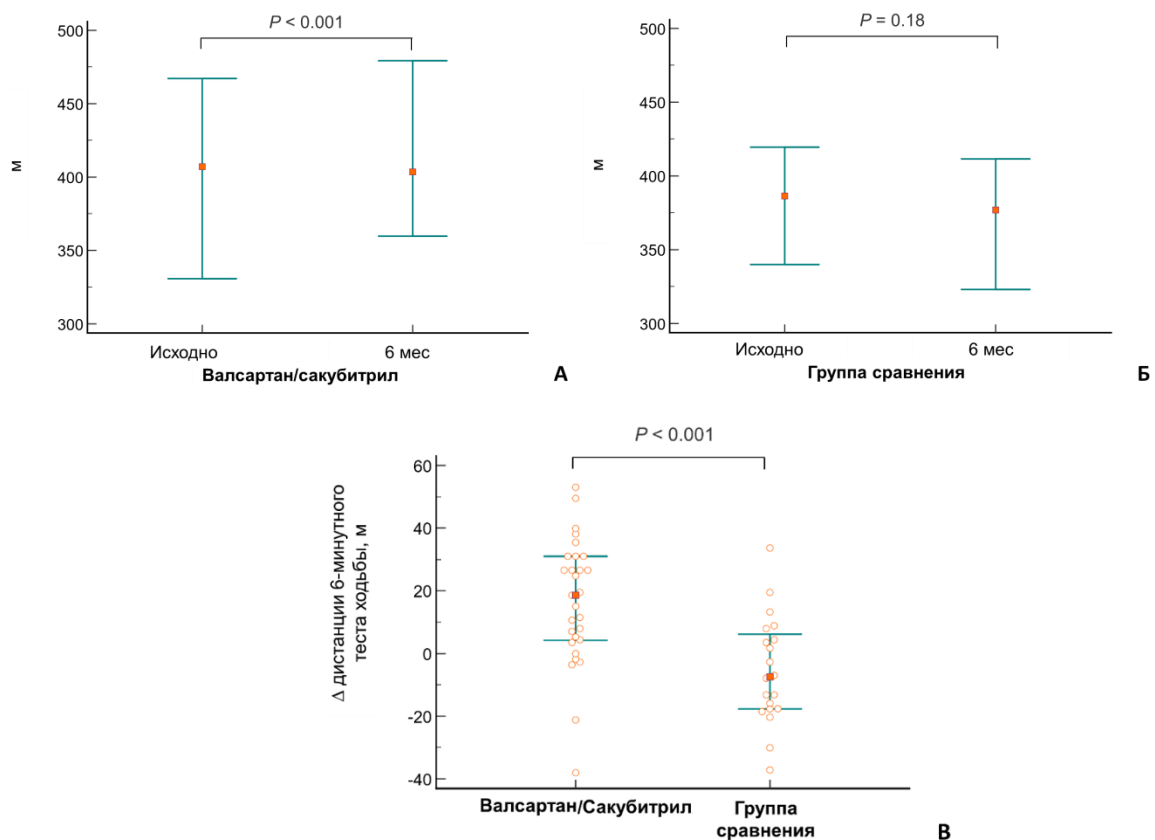 P < 0.001
500
450
400
350
300
м
Исходно
6 мес
Валсартан/сакубитрил
А
P = 0.18
500
450
400
350
300
м
Исходно
6 мес
Группа сравнения
Б
P < 0.001
60
40
20
0
-20
-40
Δ дистанции 6-минутного
теста ходьбы, м
Валсартан/Сакубитрил
Группа
сравнения
В